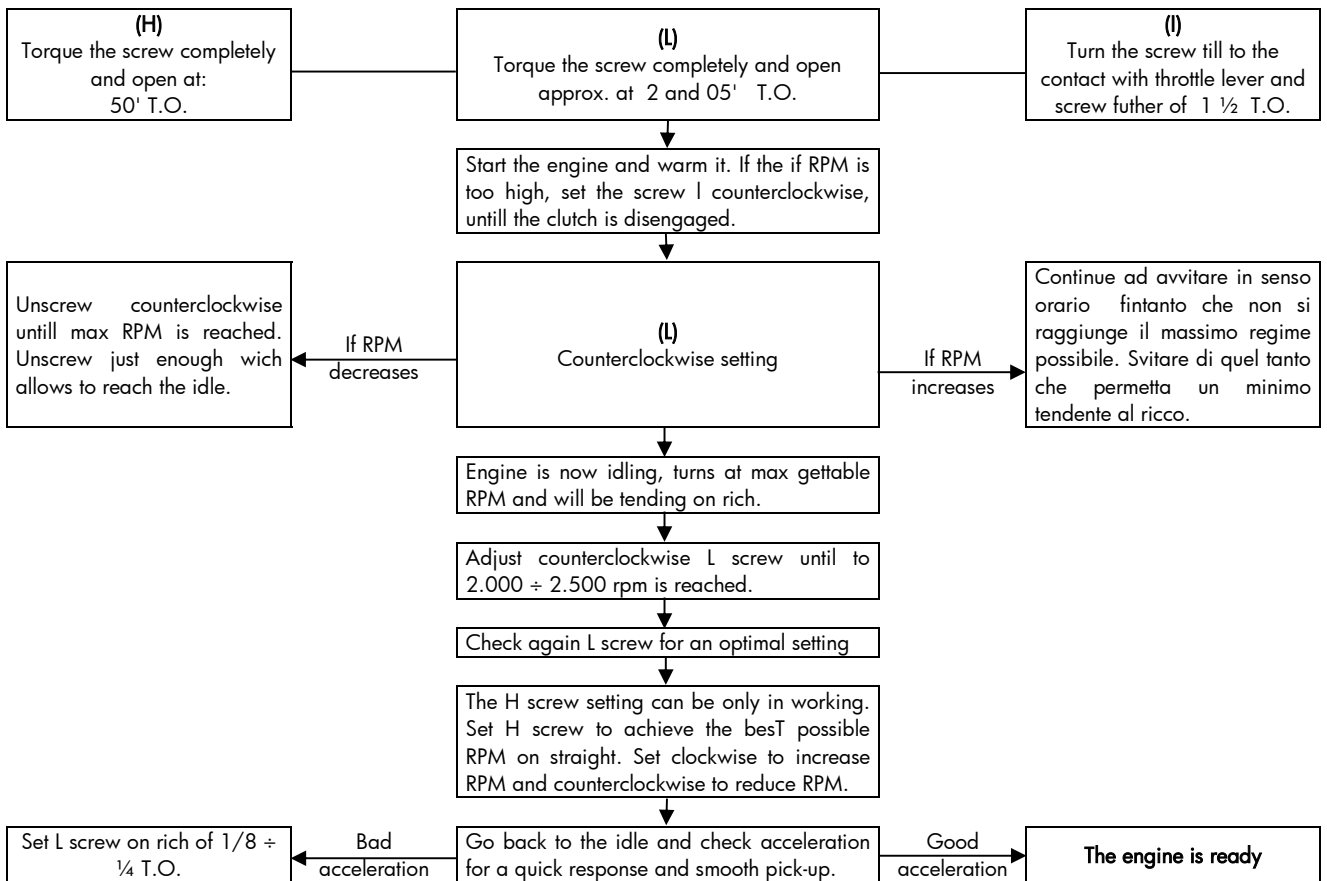 (H)
Torque the screw completely
and open at:
50' T.O.
(L)
Torque the screw completely and open
approx. at 2 and 05' T.O.
(I)
Turn the screw till to the
contact with throttle lever and
screw futher of 1 ½ T.O.
Start the engine and warm it. If the if RPM is
too high, set the screw l counterclockwise,
untill the clutch is disengaged.
Unscrew counterclockwise
untill max RPM is reached.
Unscrew just enough wich
allows to reach the idle.
If RPM
decreases
(L)
Counterclockwise setting
If RPM
increases
Continue ad avvitare in senso
orario fintanto che non si
raggiunge il massimo regime
possibile. Svitare di quel tanto
che permetta un minimo
tendente al ricco.
Engine is now idling, turns at max gettable
RPM and will be tending on rich.
Adjust counterclockwise L screw until to
2.000 ÷ 2.500 rpm is reached.
Check again L screw for an optimal setting
The H screw setting can be only in working.
Set H screw to achieve the besT possible
RPM on straight. Set clockwise to increase
RPM and counterclockwise to reduce RPM.
Set L screw on rich of 1/8 ÷
¼ T.O.
Bad
acceleration
Go back to the idle and check acceleration
for a quick response and smooth pick-up.
Good
acceleration
The engine is ready